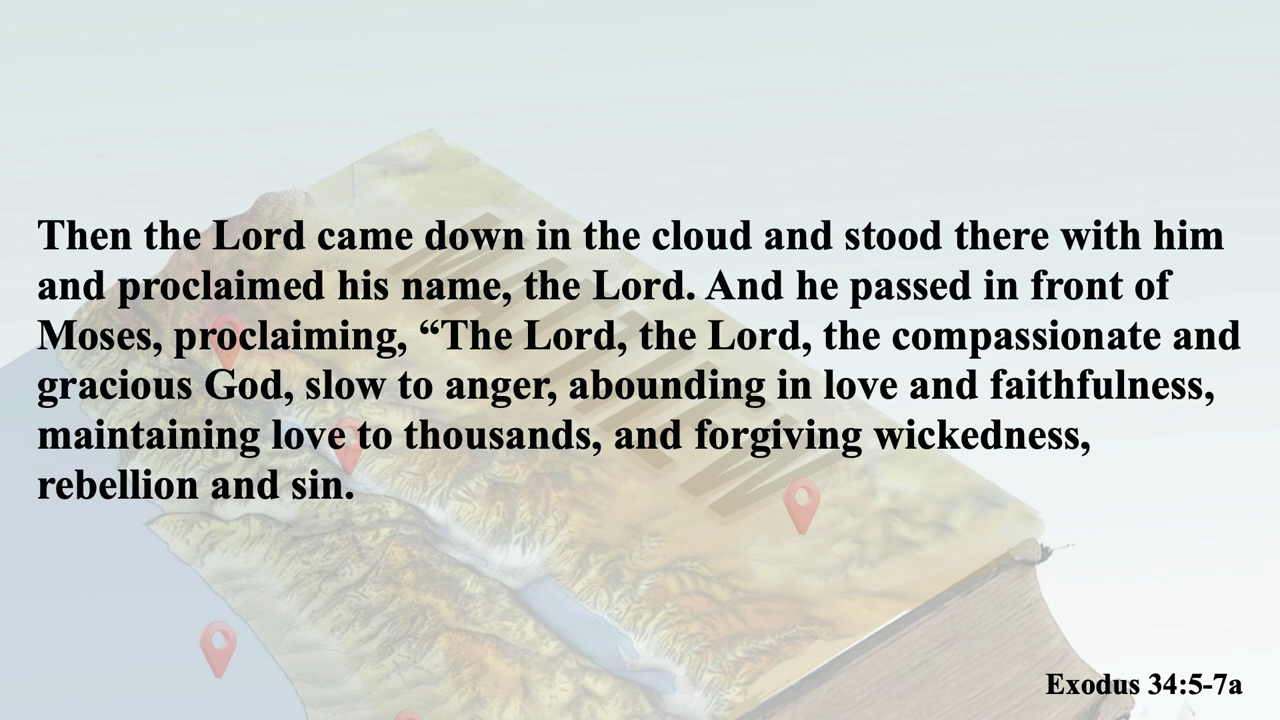 Then the Lord came down in the cloud and stood there with him
and proclaimed his name, the Lord. And he passed in front of
Moses, proclaiming, “The Lord, the Lord, the compassionate and
gracious God, slow to anger, abounding in love and faithfulness,
maintaining love to thousands, and forgiving wickedness,
rebellion and sin.
Exodus 34:5-7a